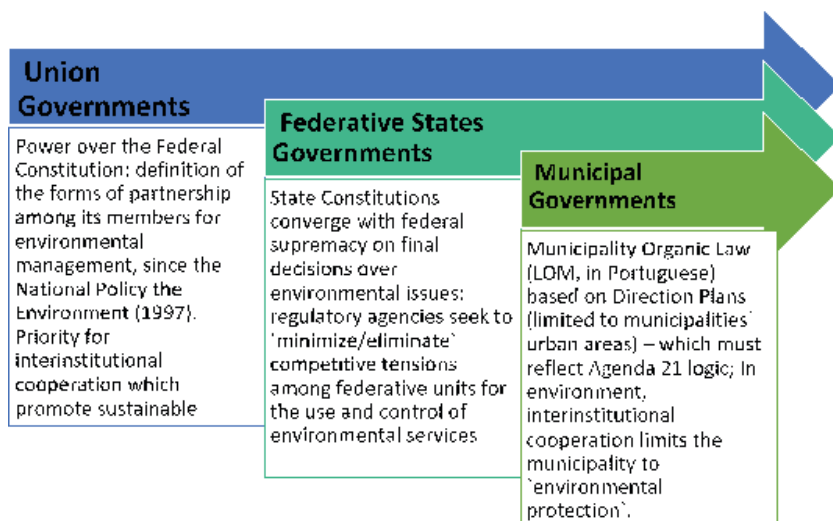 Union
Governments
Power over the Federal
Constitution: definition of
the forms of partnership
among its members for
environmental
management, since the
National Policy the
Environment (1997).
Priority for
interinstitutional
cooperation which
promote sustainable
Federative States
Governments
State Constitutions
converge with federal
supremacy on final
decisions over
environmental issues:
regulatory agencies seek to
`minimize/eliminate`
competitive tensions
among federative units for
the use and control of
environmental services
Municipal
Governments
Municipality Organic Law
(LOM, in Portuguese)
based on Direction Plans
(limited to municipalities`
urban areas) – which must
reflect Agenda 21 logic; In
environment,
interinstitutional
cooperation limits the
municipality to
`environmental
protection`.